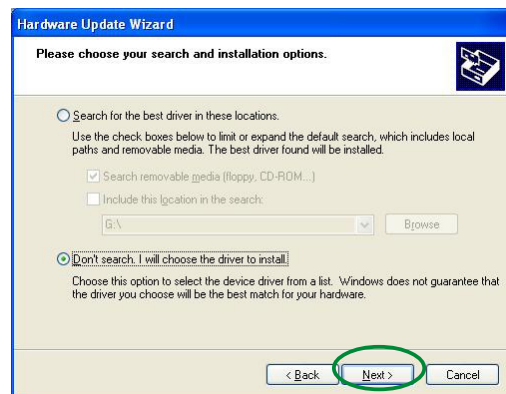 Hardware Update Wizard
Please choose your search and installation options.
Search for the best driver in these locations.
Use the check boxes below to limit or expand the default search, which includes local
paths and removable media. The best driver found will be installed.
Search removable media (floppy, CD-ROM...)
Include this location in the search:
G:\
Browse
Don't search. I will choose the driver to install.
Choose this option to select the device driver from a list. Windows does not guarantee that
the driver you choose will be the best match for your hardware.
< Back Next > Cancel